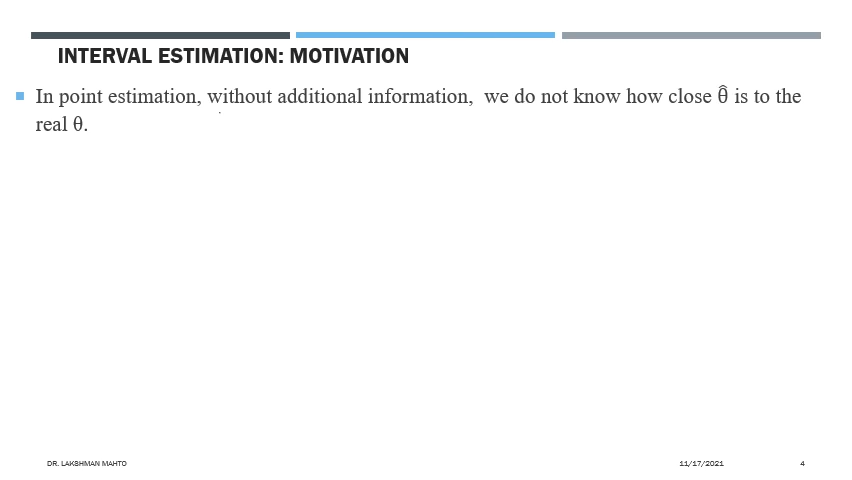 INTERVAL ESTIMATION: MOTIVATION
In point estimation, without additional information,  we do not know how close θ̂ is to the
real θ.
DR. LAKSHMAN MAHTO
11/17/2021
4